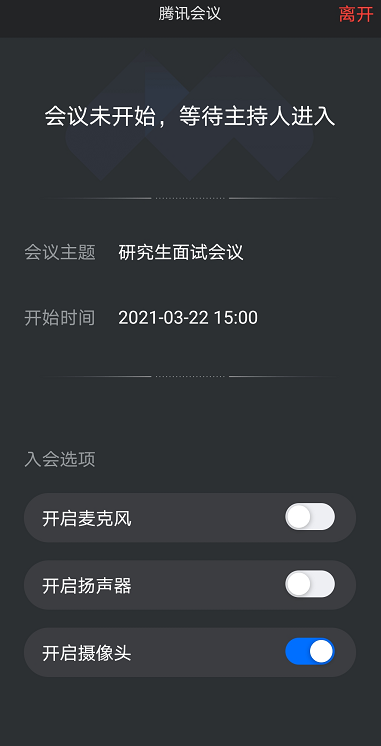 腾讯会议
离开
会议未开始，等待主持人进入
会议主题 研究生面试会议
开始时间 2021-03-22 15:00
入会选项
开启麦克风
开启扬声器
开启摄像头